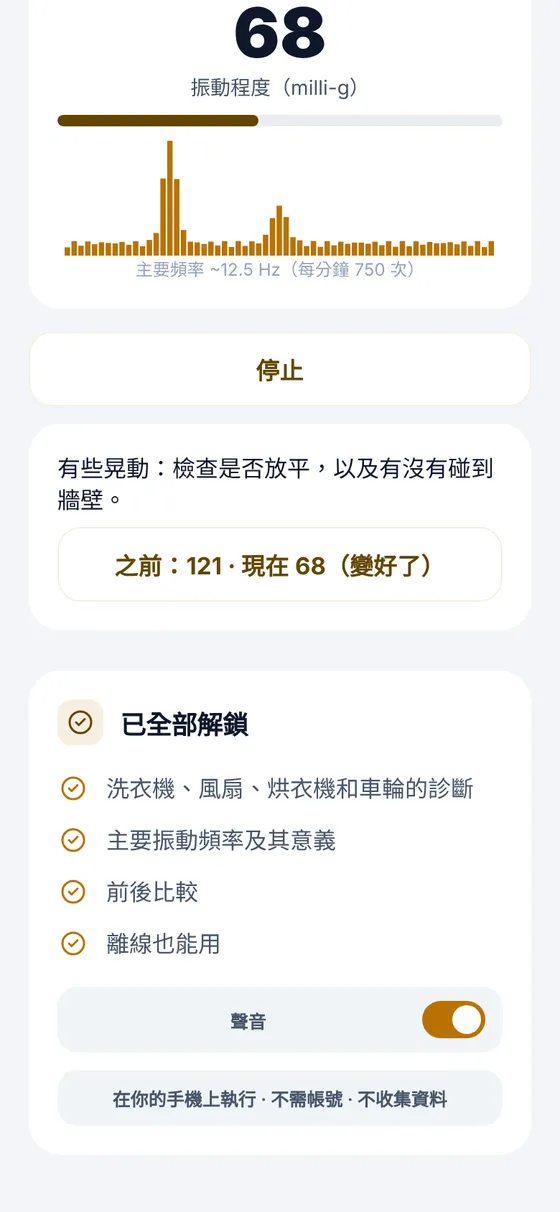 68
振動程度（milli-g）
主要頻率 ~12.5 Hz（每分鐘 750 次）
停止
有些晃動：檢查是否放平，以及有沒有碰到
牆壁。
之前：121 · 現在 68（變好了）
已全部解鎖
洗衣機、風扇、烘衣機和車輪的診斷
主要振動頻率及其意義
前後比較
離線也能用
聲音
在你的手機上執行 · 不需帳號 · 不收集資料